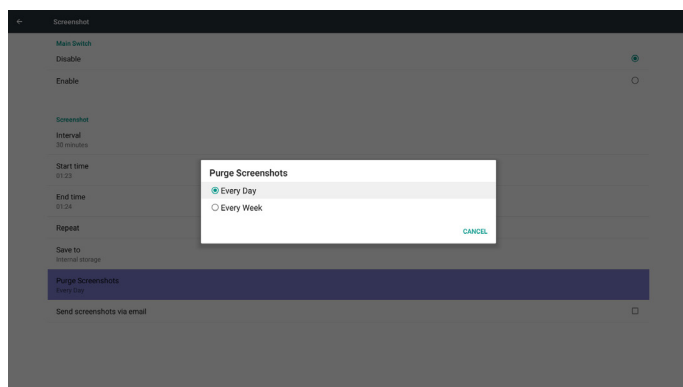 Screenshot
Main Switch
Disable
Enable
Screenshot
Interval
30 minutes
Start time
01:23
End time
01:24
Repeat
Save to
Internal storage
Purge Screenshots
Every Day
Send screenshots via email
Purge Screenshots
Every Day
Every Week
CANCEL